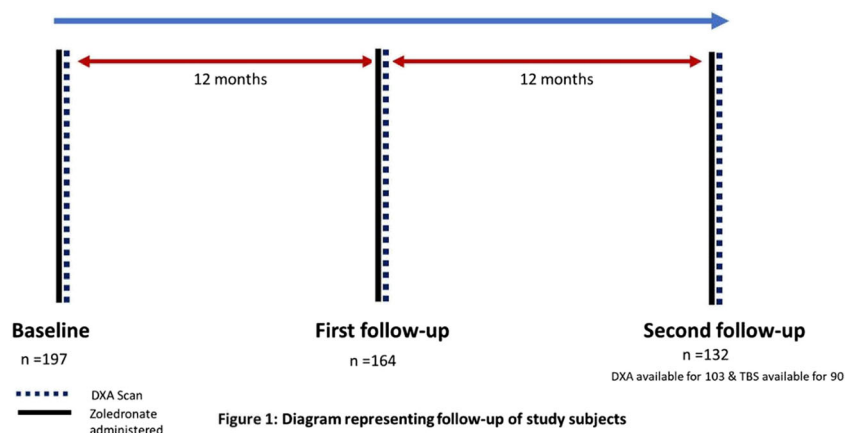 12 months
12 months
Baseline
First follow-up
Second follow-up
n =197
n =164
n =132
DXA available for 103 & TBS available for 90
DXA Scan
Zoledronate
administered
Figure 1: Diagram representing follow-up of study subjects